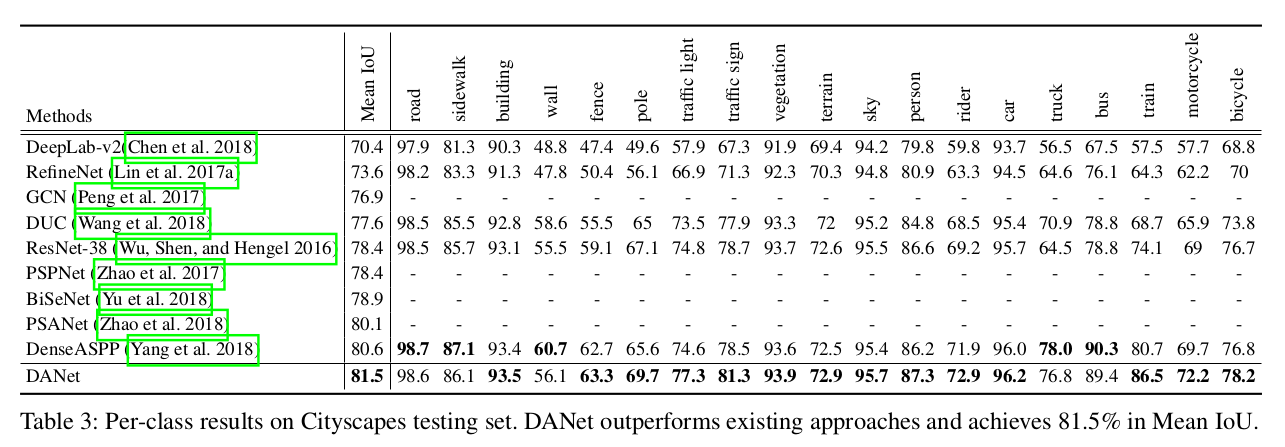 Methods Mean IoU road sidewalk building wall fence pole traffic light traffic sign vegetation terrain sky person rider car truck bus train motorcycle bicycle
DeepLab-v2(Chen et al. 2018) 70.4 97.9 81.3 90.3 48.8 47.4 49.6 57.9 67.3 91.9 69.4 94.2 79.8 59.8 93.7 56.5 67.5 57.5 57.7 68.8
RefineNet (Lin et al. 2017a) 73.6 98.2 83.3 91.3 47.8 50.4 56.1 66.9 71.3 92.3 70.3 94.8 80.9 63.3 94.5 64.6 76.1 64.3 62.2 70
GCN (Peng et al. 2017) 76.9 - - - - - - - - - - - - - - - - - - -
DUC (Wang et al. 2018) 77.6 98.5 85.5 92.8 58.6 55.5 65 73.5 77.9 93.3 72 95.2 84.8 68.5 95.4 70.9 78.8 68.7 65.9 73.8
ResNet-38 (Wu, Shen, and Hengel 2016) 78.4 98.5 85.7 93.1 55.5 59.1 67.1 74.8 78.7 93.7 72.6 95.5 86.6 69.2 95.7 64.5 78.8 74.1 69 76.7
PSPNet (Zhao et al. 2017) 78.4 - - - - - - - - - - - - - - - - - - -
BiSeNet (Yu et al. 2018) 78.9 - - - - - - - - - - - - - - - - - - -
PSANet (Zhao et al. 2018) 80.1 - - - - - - - - - - - - - - - - - - -
DenseASPP (Yang et al. 2018) 80.6 98.7 87.1 93.4 60.7 62.7 65.6 74.6 78.5 93.6 72.5 95.4 86.2 71.9 96.0 78.0 90.3 80.7 69.7 76.8
DANet 81.5 98.6 86.1 93.5 56.1 63.3 69.7 77.3 81.3 93.9 72.9 95.7 87.3 72.9 96.2 76.8 89.4 86.5 72.2 78.2
Table 3: Per-class results on Cityscapes testing set. DANet outperforms existing approaches and achieves 81.5% in Mean IoU.